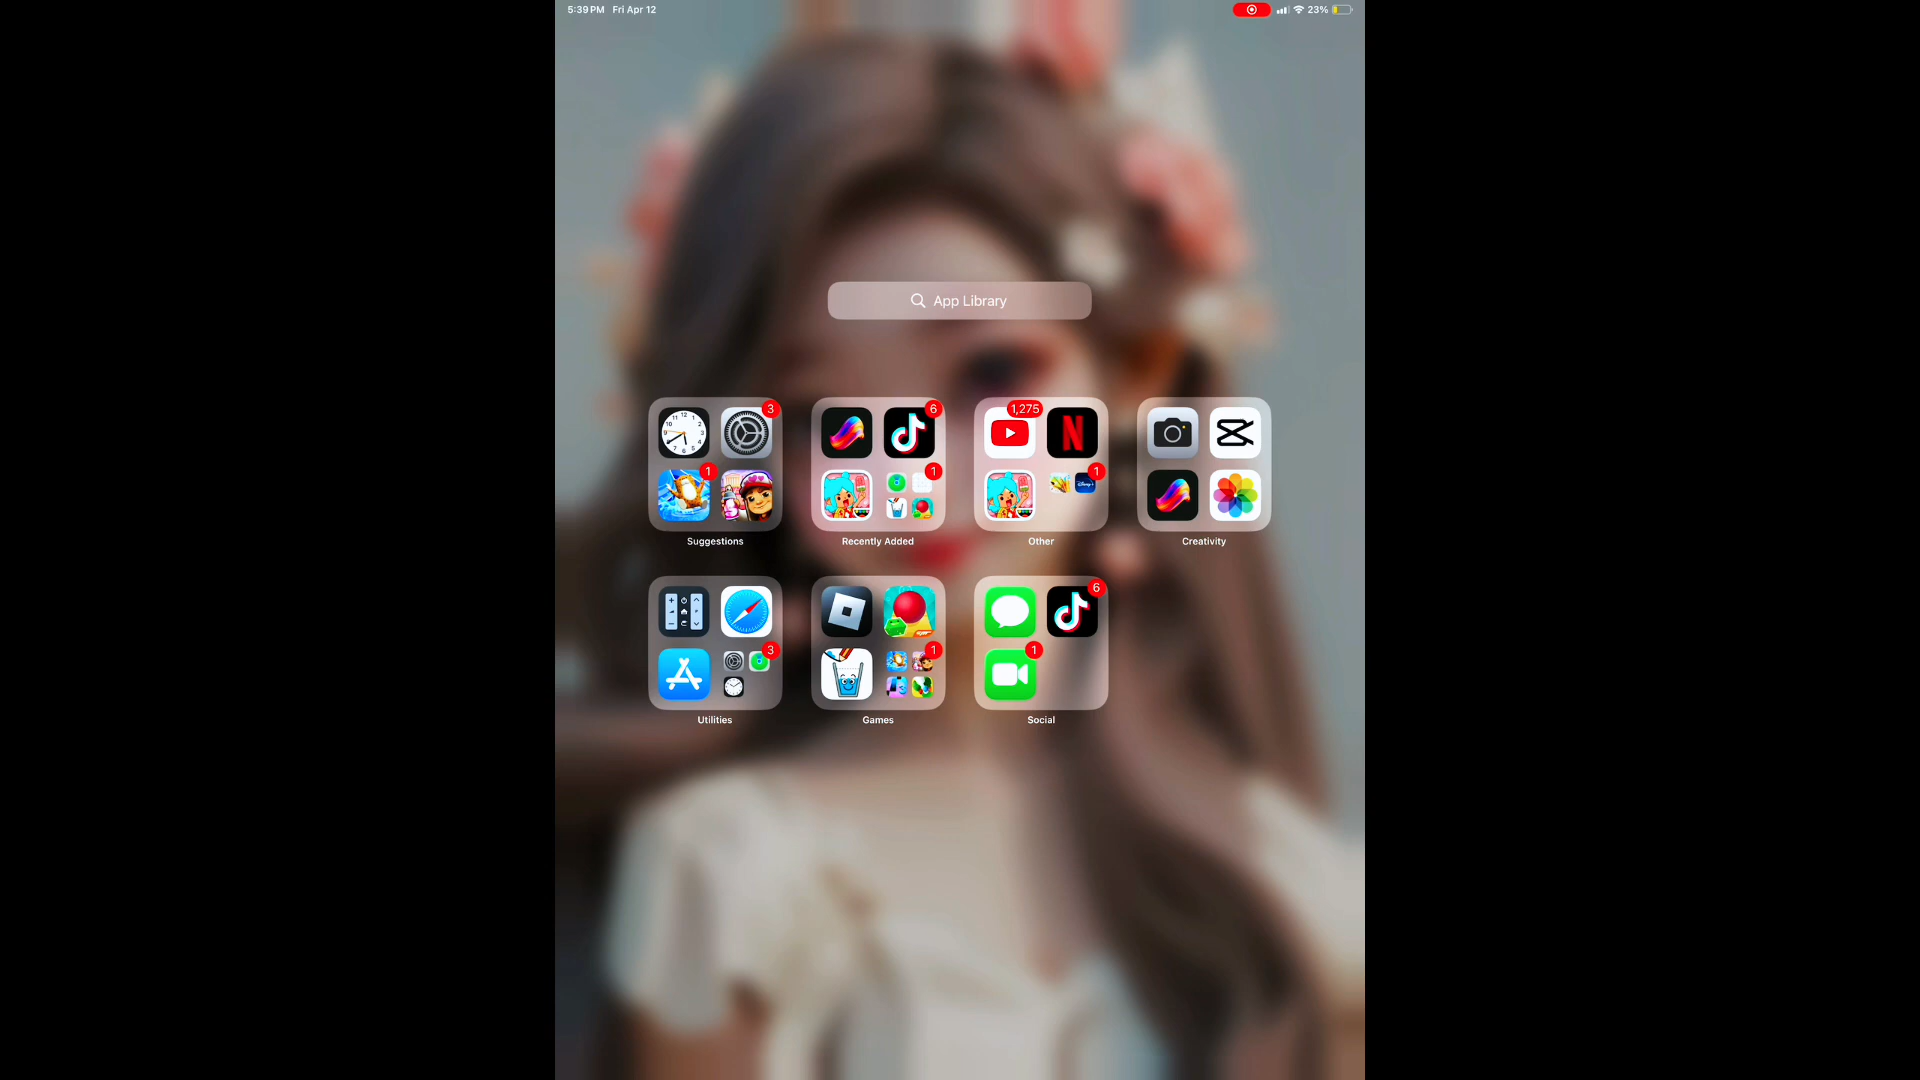 5:39 PM Fri Apr 12 23%
App Library
3 6 1,275
1 1 1
Suggestions Recently Added Other Creativity
6
3 1 1
Utilities Games Social